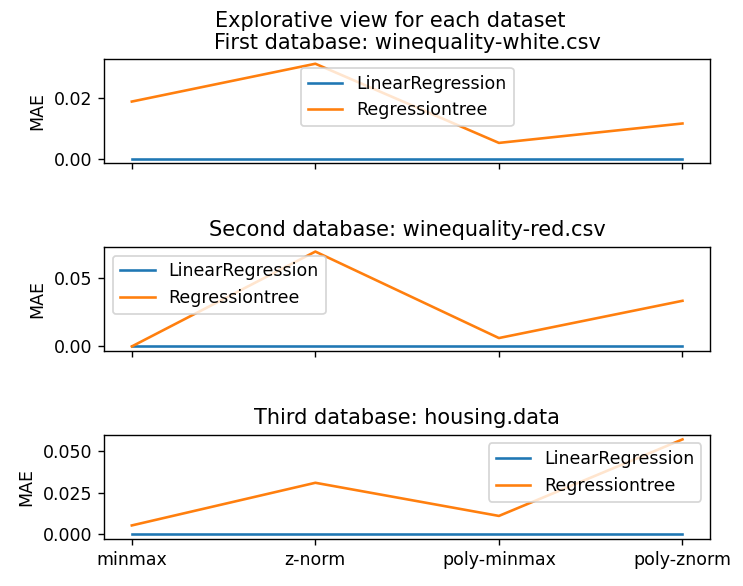 Explorative view for each dataset
First database: winequality-white.csv
MAE
0.02
0.00
LinearRegression
Regressiontree
Second database: winequality-red.csv
MAE
0.05
0.00
LinearRegression
Regressiontree
Third database: housing.data
MAE
0.050
0.025
0.000
LinearRegression
Regressiontree
minmax z-norm poly-minmax poly-znorm